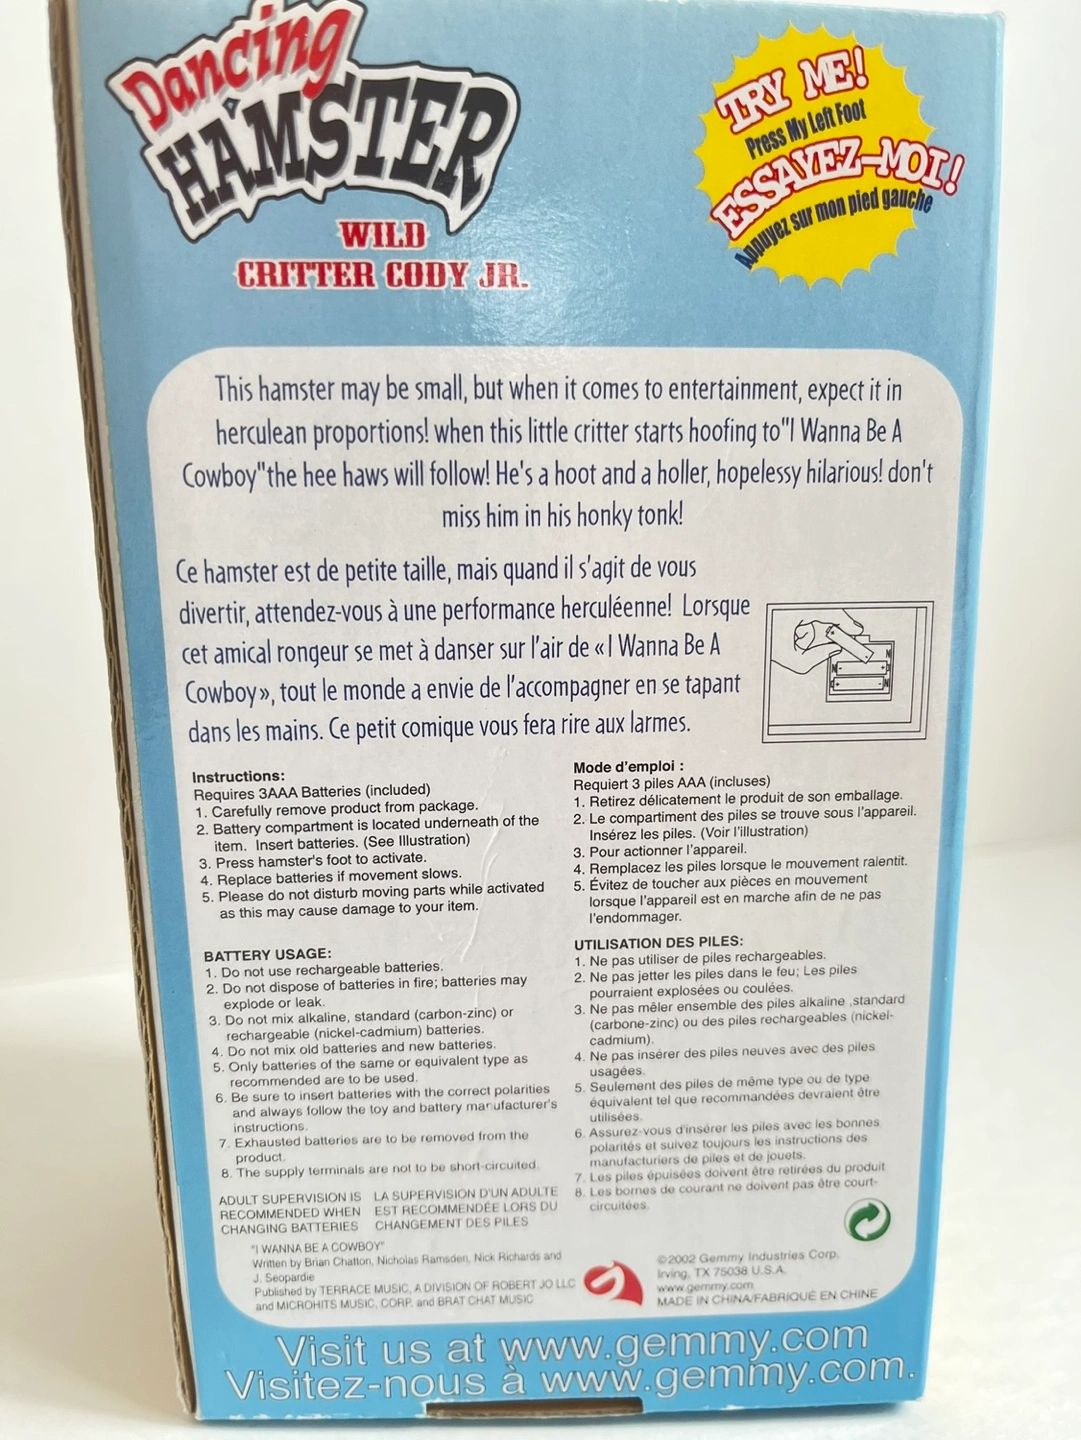 Dancing
HAMSTER
WILD
CRITTER CODY JR.
TRY ME!
Press My Left Foot
ESSAYEZ-MOI!
Appuyez sur mon pied gauche
This hamster may be small, but when it comes to entertainment, expect it in
herculean proportions! when this little critter starts hoofing to"I Wanna Be A
Cowboy"the hee haws will follow! He's a hoot and a holler, hopelessy hilarious! don't
miss him in his honky tonk!
Ce hamster est de petite taille, mais quand il s'agit de vous
divertir, attendez-vous à une performance herculéenne! Lorsque
cet amical rongeur se met à danser sur l'air de «I Wanna Be A
Cowboy», tout le monde a envie de l'accompagner en se tapant
dans les mains. Ce petit comique vous fera rire aux larmes.
Instructions:
Requires 3AAA Batteries (included)
1. Carefully remove product from package.
2. Battery compartment is located underneath of the
item. Insert batteries. (See Illustration)
3. Press hamster's foot to activate.
4. Replace batteries if movement slows.
5. Please do not disturb moving parts while activated
as this may cause damage to your item.
Mode d'emploi :
Requiert 3 piles AAA (incluses)
1. Retirez délicatement le produit de son emballage.
2. Le compartiment des piles se trouve sous l'appareil.
Insérez les piles. (Voir l'illustration)
3. Pour actionner l'appareil.
4. Remplacez les piles lorsque le mouvement ralentit.
5. Évitez de toucher aux pièces en mouvement
lorsque l'appareil est en marche afin de ne pas
l'endommager.
BATTERY USAGE:
1. Do not use rechargeable batteries.
2. Do not dispose of batteries in fire; batteries may
explode or leak.
3. Do not mix alkaline, standard (carbon-zinc) or
rechargeable (nickel-cadmium) batteries.
4. Do not mix old batteries and new batteries.
5. Only batteries of the same or equivalent type as
recommended are to be used.
6. Be sure to insert batteries with the correct polarities
and always follow the toy and battery manufacturer's
instructions.
7. Exhausted batteries are to be removed from the
product.
8. The supply terminals are not to be short-circuited.
UTILISATION DES PILES:
1. Ne pas utiliser de piles rechargeables.
2. Ne pas jetter les piles dans le feu; Les piles
pourraient explosées ou coulées.
3. Ne pas mêler ensemble des piles alkaline ,standard
(carbone-zinc) ou des piles rechargeables (nickel-
cadmium).
4. Ne pas insérer des piles neuves avec des piles
usagées.
5. Seulement des piles de même type ou de type
équivalent tel que recommandées devraient être
utilisées.
6. Assurez-vous d'insérer les piles avec les bonnes
polarités et suivez toujours les instructions des
manufacturiers de piles et de jouets.
7. Les piles épuisées doivent être retirées du produit
8. Les bornes de courant ne doivent pas être court-
circuitées.
ADULT SUPERVISION IS
RECOMMENDED WHEN
CHANGING BATTERIES
LA SUPERVISION D'UN ADULTE
EST RECOMMENDÉE LORS DU
CHANGEMENT DES PILES
"I WANNA BE A COWBOY"
Written by Brian Chatton, Nicholas Ramsden, Nick Richards and
J. Seopardie
Published by TERRACE MUSIC, A DIVISION OF ROBERT JO LLC
and MICROHITS MUSIC, CORP. and BRAT CHAT MUSIC
©2002 Gemmy Industries Corp.
Irving, TX 75038 U.S.A.
www.gemmy.com
MADE IN CHINA/FABRIQUÉ EN CHINE
Visit us at www.gemmy.com
Visitez-nous à www.gemmy.com.